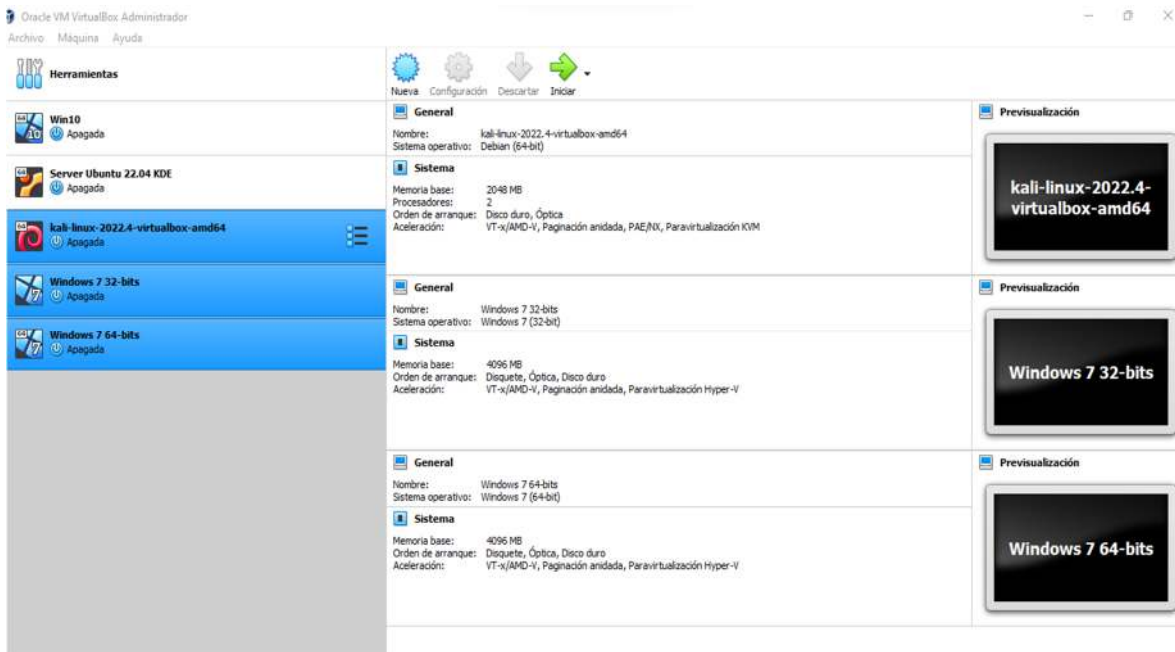 Oracle VM VirtualBox Administrador
Archivo Máquina Ayuda
Herramientas
Win10
Apagada
Server Ubuntu 22.04 KDE
Apagada
kali-linux-2022.4-virtualbox-amd64
Apagada
Windows 7 32-bits
Apagada
Windows 7 64-bits
Apagada
Nueva Configuración Descartar Iniciar
General
Nombre: kali-linux-2022.4-virtualbox-amd64
Sistema operativo: Debian (64-bit)
Sistema
Memoria base: 2048 MB
Procesadores: 2
Orden de arranque: Disco duro, Óptica
Aceleración: VT-x/AMD-V, Paginación anidada, PAE/NX, Paravirtualización KVM
Previsualización
kali-linux-2022.4-
virtualbox-amd64
General
Nombre: Windows 7 32-bits
Sistema operativo: Windows 7 (32-bit)
Sistema
Memoria base: 4096 MB
Orden de arranque: Disquete, Óptica, Disco duro
Aceleración: VT-x/AMD-V, Paginación anidada, Paravirtualización Hyper-V
Previsualización
Windows 7 32-bits
General
Nombre: Windows 7 64-bits
Sistema operativo: Windows 7 (64-bit)
Sistema
Memoria base: 4096 MB
Orden de arranque: Disquete, Óptica, Disco duro
Aceleración: VT-x/AMD-V, Paginación anidada, Paravirtualización Hyper-V
Previsualización
Windows 7 64-bits